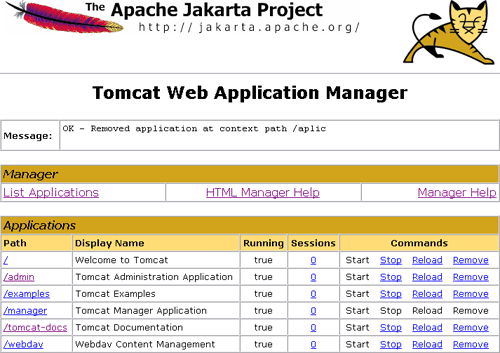 The Apache Jakarta Project
http://jakarta.apache.org/
Tomcat Web Application Manager
Message: OK - Removed application at context path /aplic
Manager
List Applications HTML Manager Help Manager Help
Applications
Path Display Name Running Sessions Commands
/ Welcome to Tomcat true 0 Start Stop Reload Remove
/admin Tomcat Administration Application true 0 Start Stop Reload Remove
/examples Tomcat Examples true 0 Start Stop Reload Remove
/manager Tomcat Manager Application true 0 Start Stop Reload Remove
/tomcat-docs Tomcat Documentation true 0 Start Stop Reload Remove
/webdav Webdav Content Management true 0 Start Stop Reload Remove